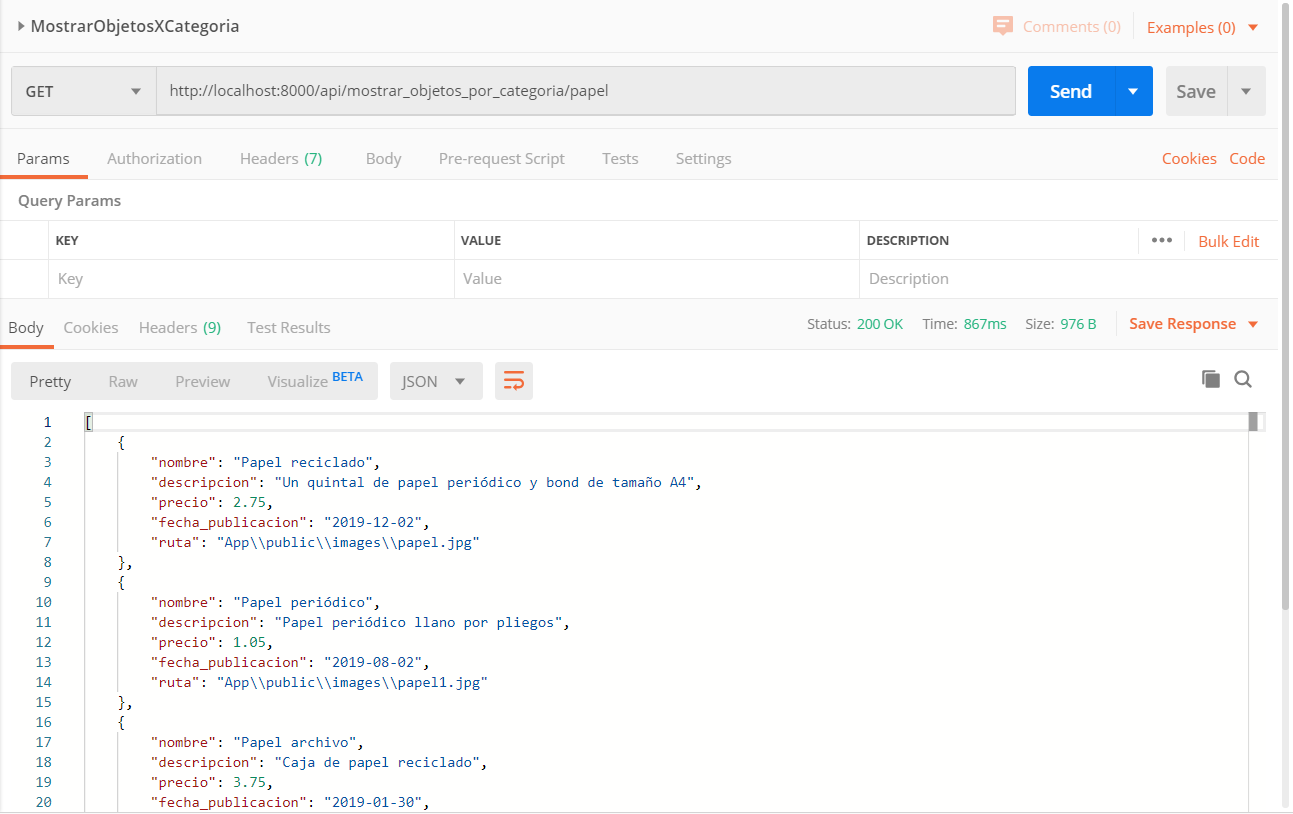 MostrarObjetosXCategoria
Comments (0) Examples (0)
GET http://localhost:8000/api/mostrar_objetos_por_categoria/papel Send Save
Params Authorization Headers (7) Body Pre-request Script Tests Settings Cookies Code
Query Params
KEY VALUE DESCRIPTION ••• Bulk Edit
Key Value Description
Body Cookies Headers (9) Test Results Status: 200 OK Time: 867ms Size: 976 B Save Response
Pretty Raw Preview Visualize BETA JSON
1 [
2 {
3 "nombre": "Papel reciclado",
4 "descripcion": "Un quintal de papel periódico y bond de tamaño A4",
5 "precio": 2.75,
6 "fecha_publicacion": "2019-12-02",
7 "ruta": "App\\public\\images\\papel.jpg"
8 },
9 {
10 "nombre": "Papel periódico",
11 "descripcion": "Papel periódico llano por pliegos",
12 "precio": 1.05,
13 "fecha_publicacion": "2019-08-02",
14 "ruta": "App\\public\\images\\papel1.jpg"
15 },
16 {
17 "nombre": "Papel archivo",
18 "descripcion": "Caja de papel reciclado",
19 "precio": 3.75,
20 "fecha_publicacion": "2019-01-30",